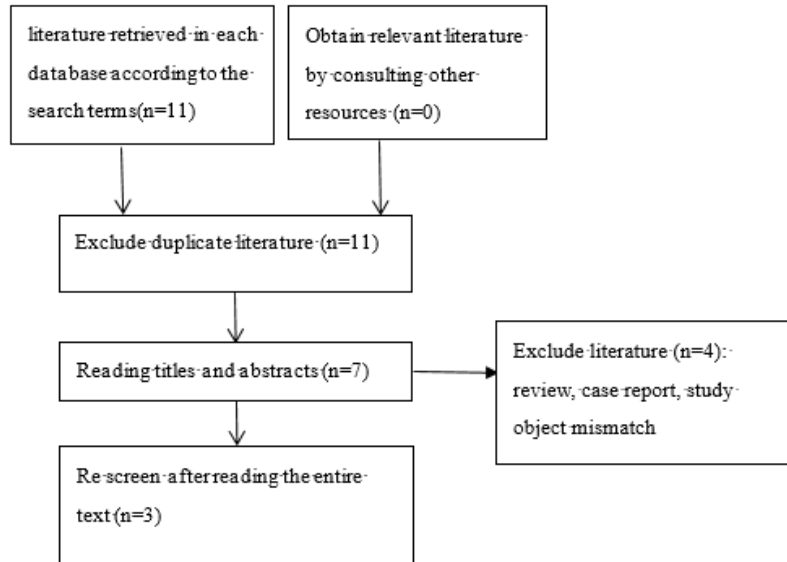 literature retrieved in each
database according to the
search terms(n=11)
Obtain relevant literature
by consulting other
resources (n=0)
Exclude duplicate literature (n=11)
Reading titles and abstracts (n=7)
Exclude literature (n=4):
review, case report, study
object mismatch
Re screen after reading the entire
text (n=3)